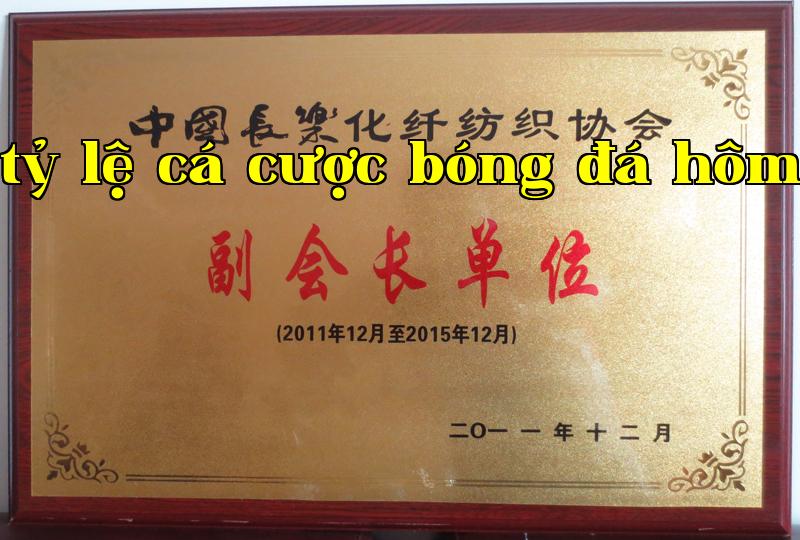 中國長樂化纤纺织协会
tỷ lệ cá cược bóng đá hôm
副会长单位
(2011年12月至2015年12月)
二〇一一年十二月